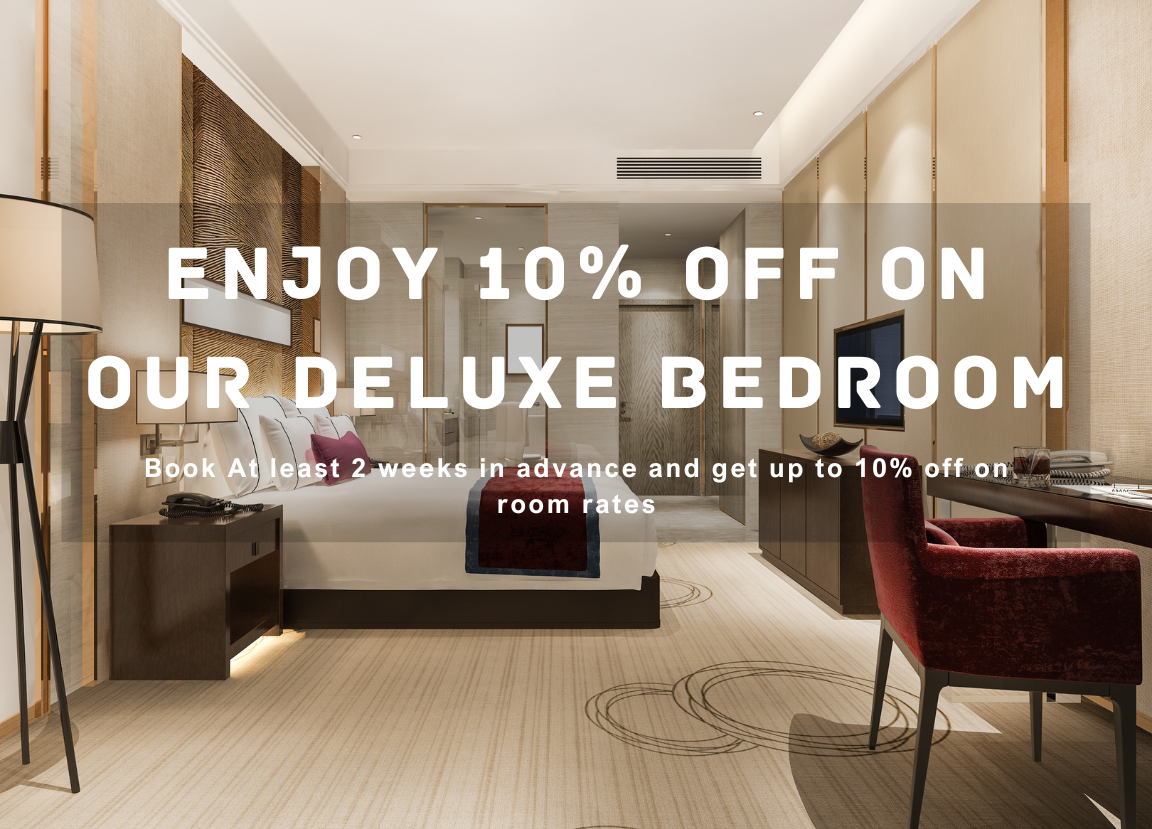 ENJOY 10% OFF ON
OUR DELUXE BEDROOM
Book At least 2 weeks in advance and get up to 10% off on
room rates